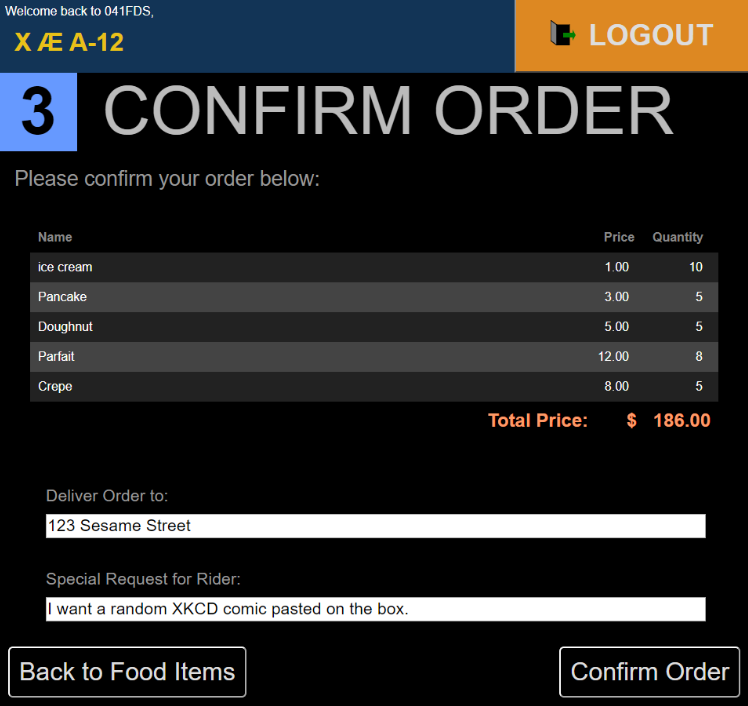 Welcome back to 041FDS,
X Æ A-12
LOGOUT
3 CONFIRM ORDER
Please confirm your order below:
Name Price Quantity
ice cream 1.00 10
Pancake 3.00 5
Doughnut 5.00 5
Parfait 12.00 8
Crepe 8.00 5
Total Price: $ 186.00
Deliver Order to:
123 Sesame Street
Special Request for Rider:
I want a random XKCD comic pasted on the box.
Back to Food Items Confirm Order